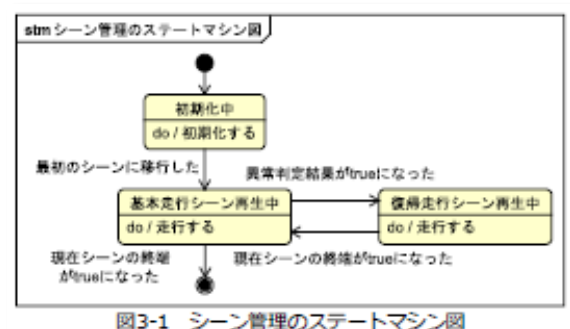 stm シーン管理のステートマシン図
初期化中
do / 初期化する
最初のシーンに移行した
異常判定結果がtrueになった
基本走行シーン再生中
do / 走行する
復帰走行シーン再生中
do / 走行する
現在シーンの終端
がtrueになった
現在シーンの終端がtrueになった
図3-1 シーン管理のステートマシン図